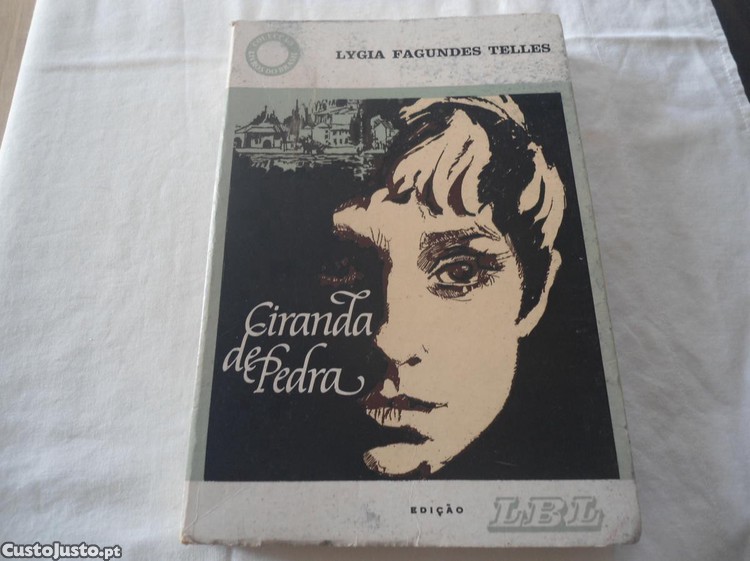 LYGIA FAGUNDES TELLES
Ciranda
de Pedra
EDIÇÃO LBL
CustoJusto.pt